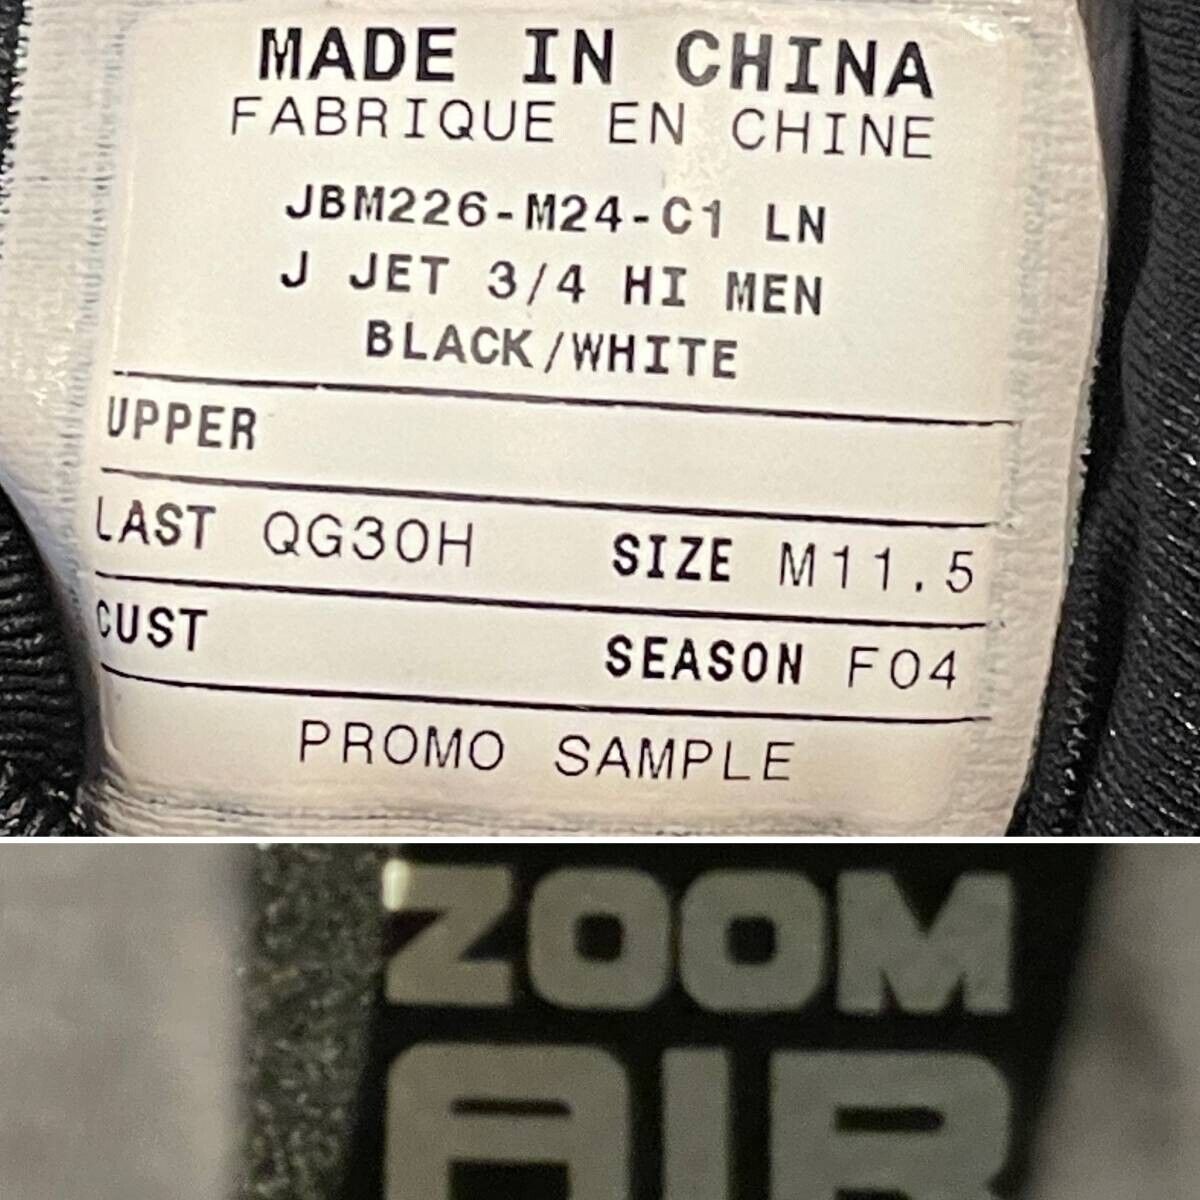 MADE IN CHINA
FABRIQUE EN CHINE
JBM226-M24-C1 LN
J JET 3/4 HI MEN
BLACK/WHITE
UPPER
LAST QG30H SIZE M11.5
CUST SEASON F04
PROMO SAMPLE
ZOOM
AIR